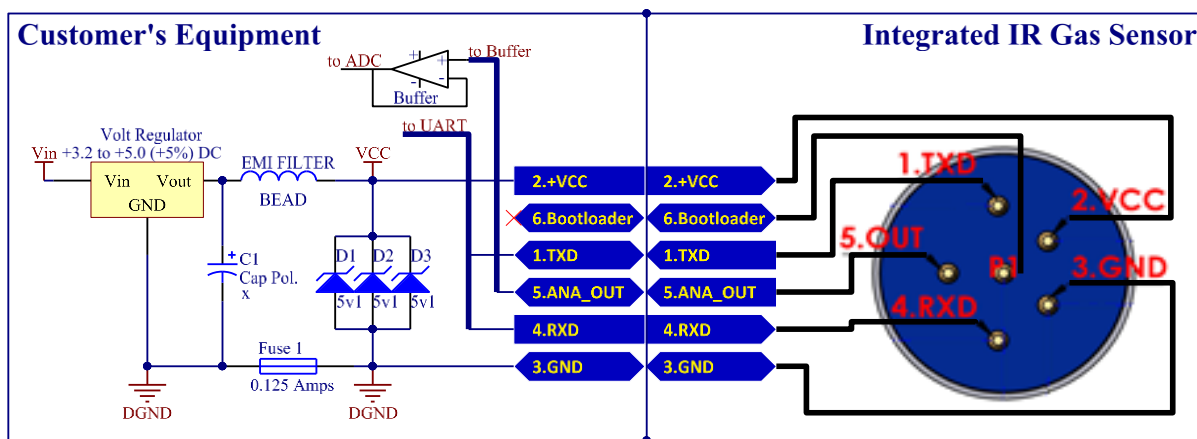 Customer's Equipment
Integrated IR Gas Sensor
to ADC
+
-
+
-
to Buffer
Buffer
to UART
Volt Regulator
+3.2 to +5.0 (+5%) DC
Vin
Vin
Vout
GND
EMI FILTER
BEAD
VCC
+
C1
Cap Pol.
x
D1
D2
D3
5v1
5v1
5v1
Fuse 1
0.125 Amps
DGND
DGND
2.+VCC
2.+VCC
6.Bootloader
6.Bootloader
1.TXD
1.TXD
5.ANA_OUT
5.ANA_OUT
4.RXD
4.RXD
3.GND
3.GND
1.TXD
2.VCC
5.OUT
3.GND
4.RXD